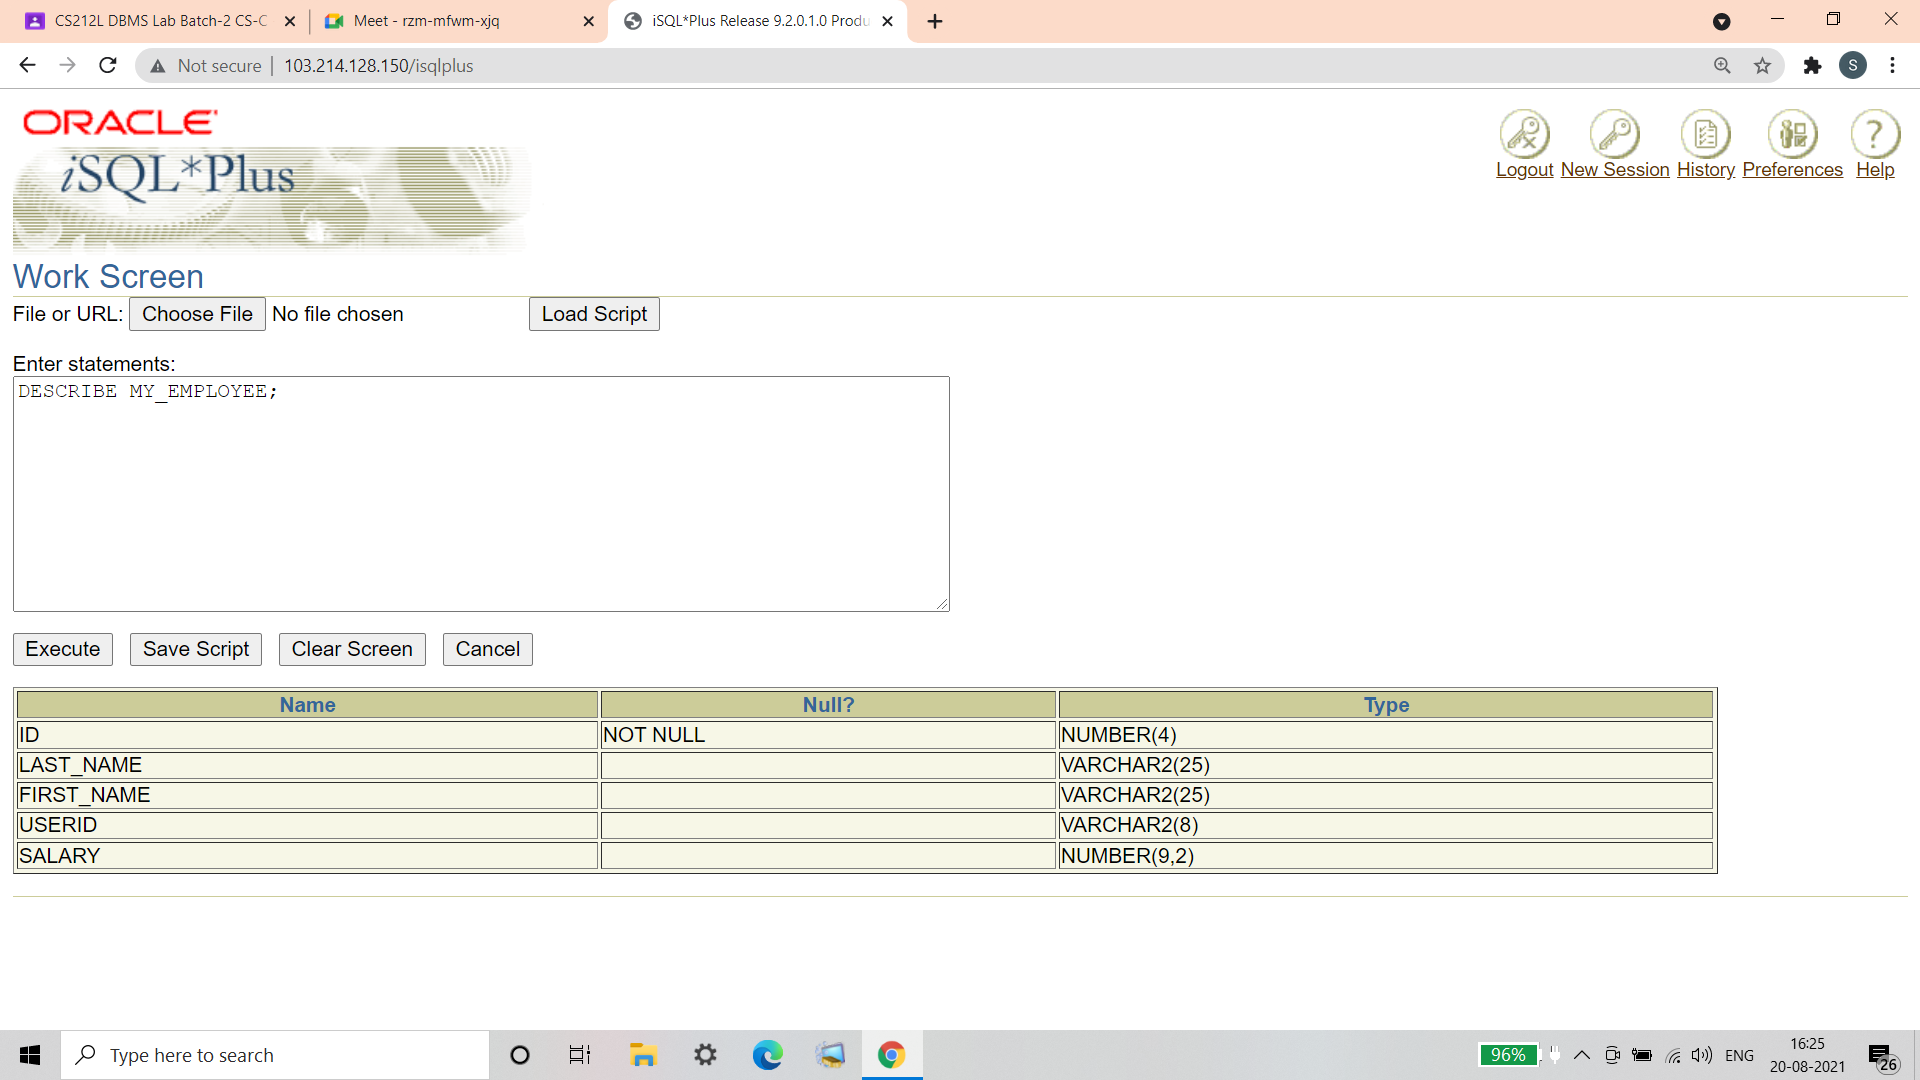 CS212L DBMS Lab Batch-2 CS-C
Meet - rzm-mfwm-xjq
iSQL*Plus Release 9.2.0.1.0 Produ
Not secure
103.214.128.150/isqlplus
S
ORACLE
iSQL*Plus
Logout New Session History Preferences Help
Work Screen
File or URL: Choose File No file chosen Load Script
Enter statements:
DESCRIBE MY_EMPLOYEE;
Execute Save Script Clear Screen Cancel
Name Null? Type
ID NOT NULL NUMBER(4)
LAST_NAME VARCHAR2(25)
FIRST_NAME VARCHAR2(25)
USERID VARCHAR2(8)
SALARY NUMBER(9,2)
Type here to search
96%
ENG
16:25
20-08-2021
26